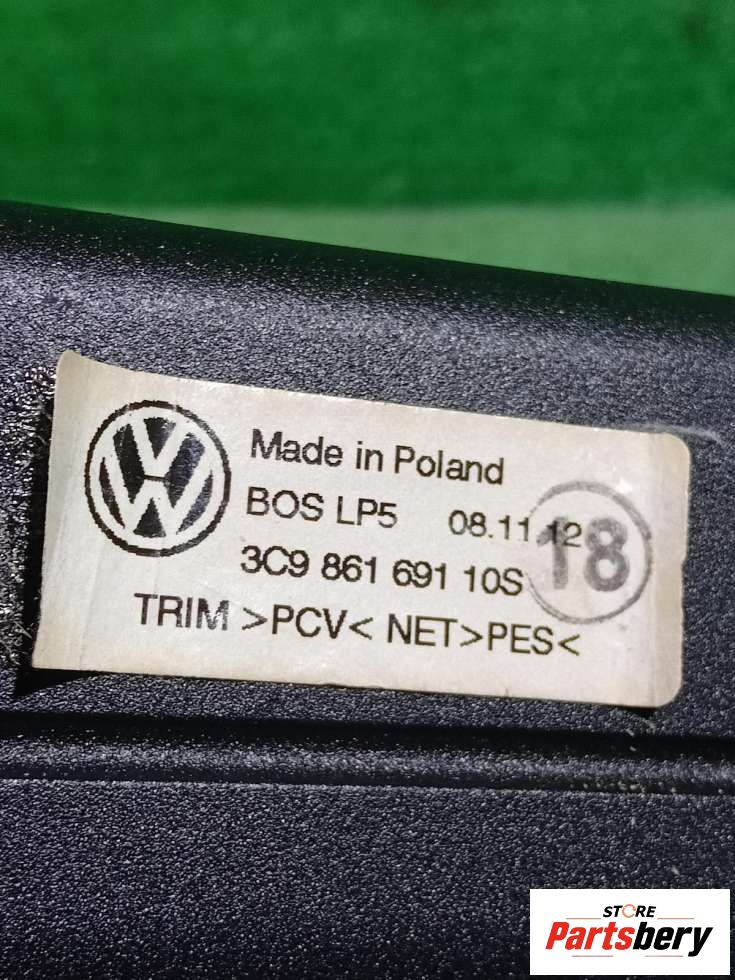 Made in Poland
BOS LP5 08.11.12
18
3C9 861 691 10S
TRIM >PCV< NET>PES<
STORE
Partsbery